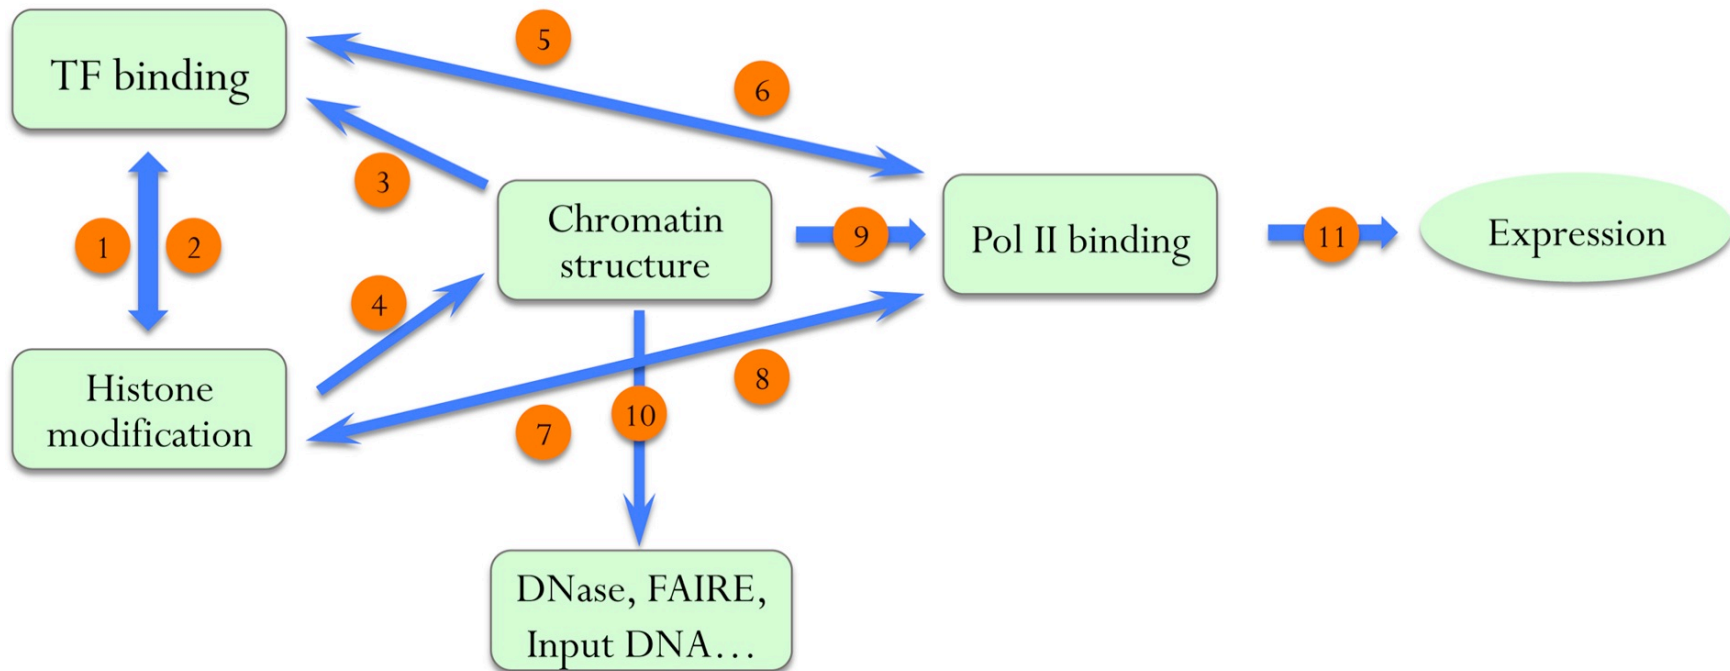 TF binding
5
6
3
1
2
4
Chromatin
structure
9
Pol II binding
11
Expression
Histone
modification
7
10
8
DNase, FAIRE,
Input DNA…